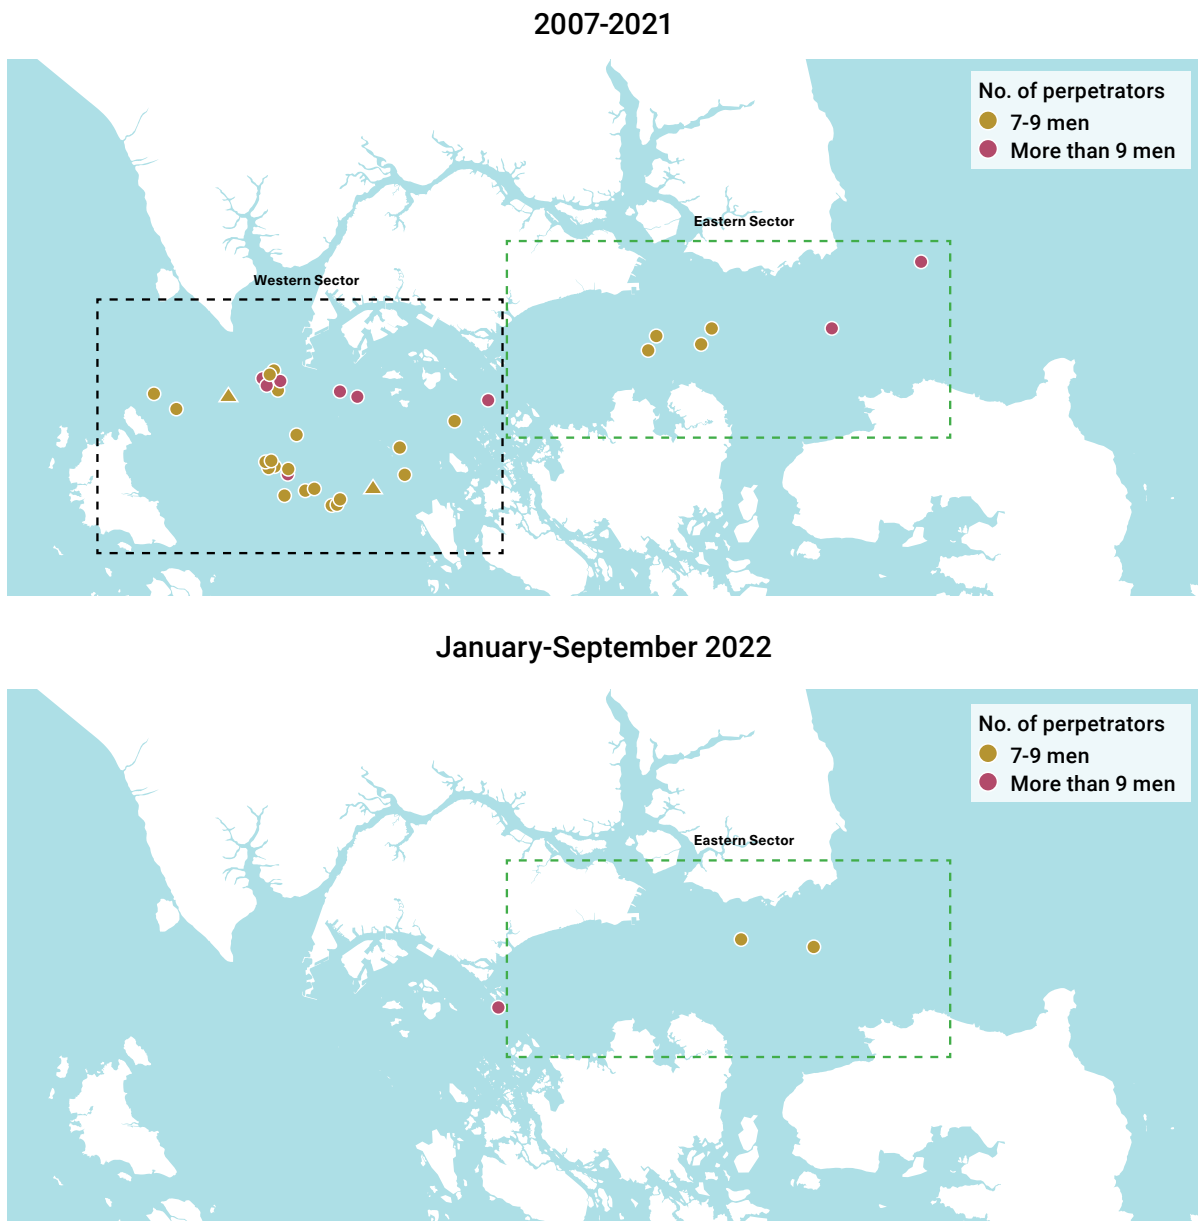 2007-2021
No. of perpetrators
7-9 men
More than 9 men
Eastern Sector
Western Sector
January-September 2022
No. of perpetrators
7-9 men
More than 9 men
Eastern Sector